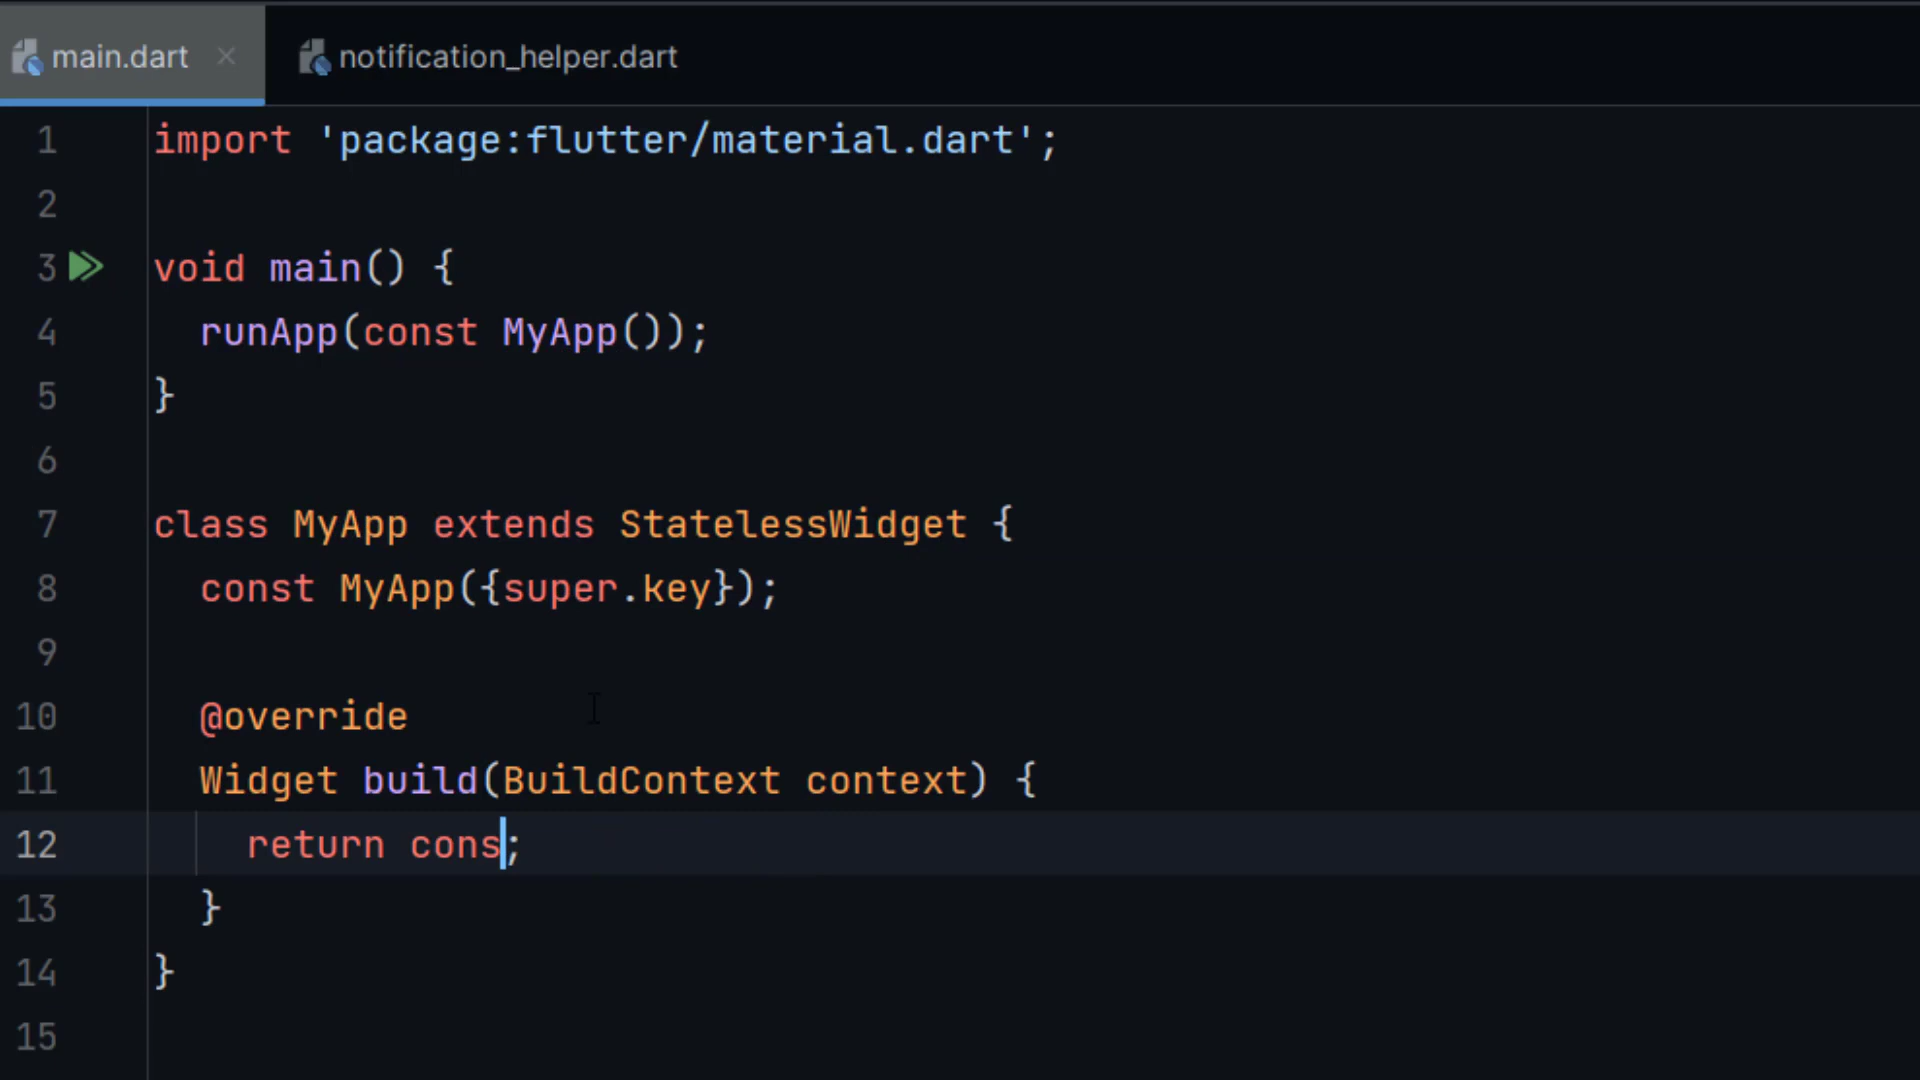 main.dart
notification_helper.dart
1 import 'package:flutter/material.dart';
2
3 void main() {
4   runApp(const MyApp());
5 }
6
7 class MyApp extends StatelessWidget {
8   const MyApp({super.key});
9
10   @override
11   Widget build(BuildContext context) {
12     return cons;
13   }
14 }
15